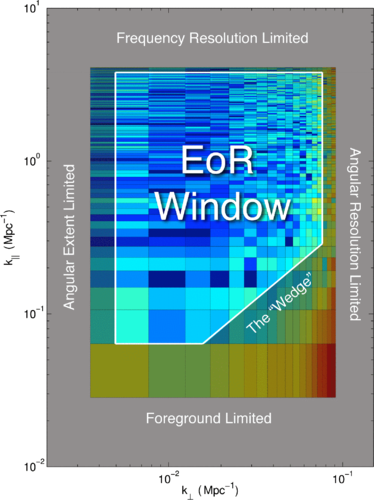 10¹
Frequency Resolution Limited
EoR
Window
10⁰
k|| (Mpc⁻¹)
Angular Extent Limited
Angular Resolution Limited
The “Wedge”
10⁻¹
Foreground Limited
10⁻²
10⁻²
10⁻¹
k⊥ (Mpc⁻¹)